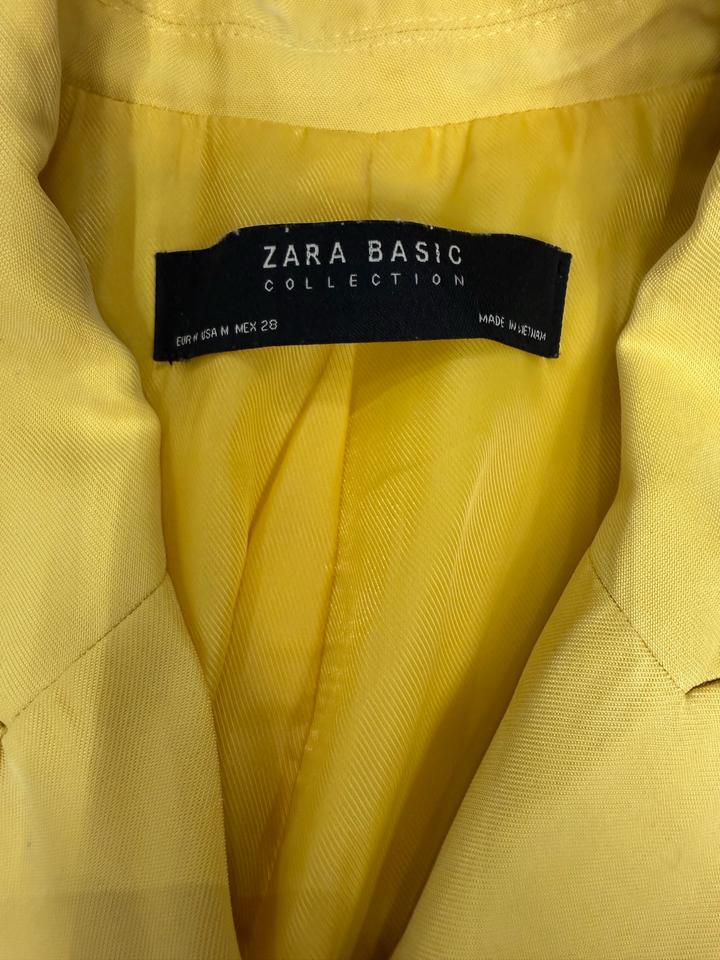 ZARA BASIC
COLLECTION
EUR M USA M MEX 28
MADE IN VIETNAM